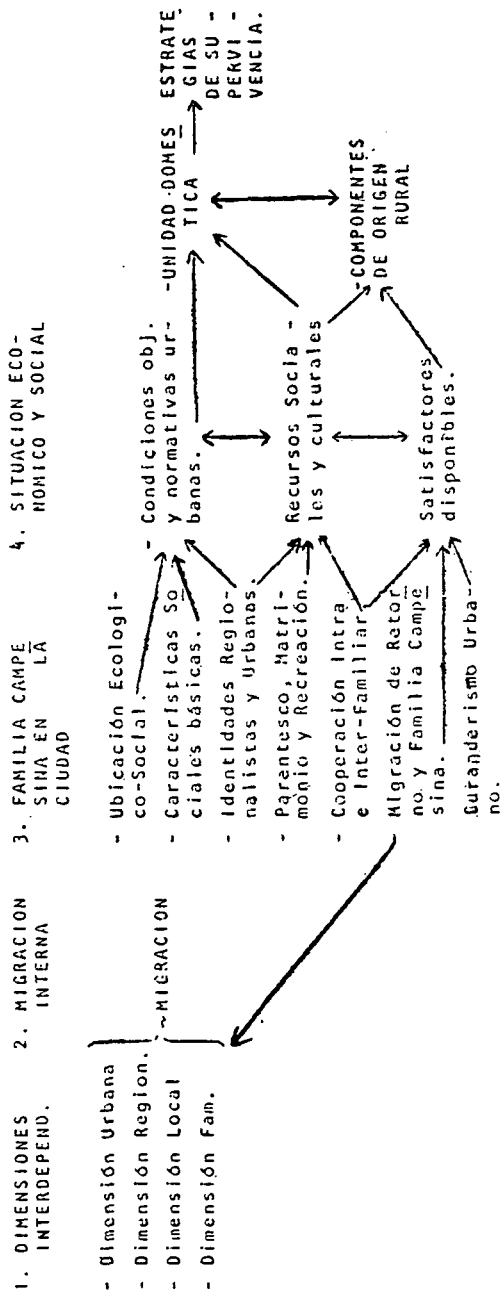 1. DIMENSIONES
INTERDEPEND.
2. MIGRACION
INTERNA
3. FAMILIA CAMPE
SINA EN LA
CIUDAD
4. SITUACION ECO-
NOMICO Y SOCIAL
- Dimensión Urbana
- Dimensión Region.
- Dimensión Local
- Dimensión Fam.
MIGRACION
- Ubicación Ecologi-
co-Social.
- Características So
ciales básicas.
- Identidades Regio-
nalistas y Urbanas.
- Parentesco, Matri-
monio y Recreación.
- Cooperación Intra
e Inter-Familiar
- Migración de Retor
no y Familia Campe
sina.
- Curanderismo Urba-
no.
- Condiciones obj.
y normativas ur-
banas.
Recursos Socia -
les y culturales
Satisfactores
disponibles.
-UNIDAD DOMES
TICA
-COMPONENTES
DE ORIGEN
RURAL
ESTRATE
GIAS
DE SU -
PERVI -
VENCIA.